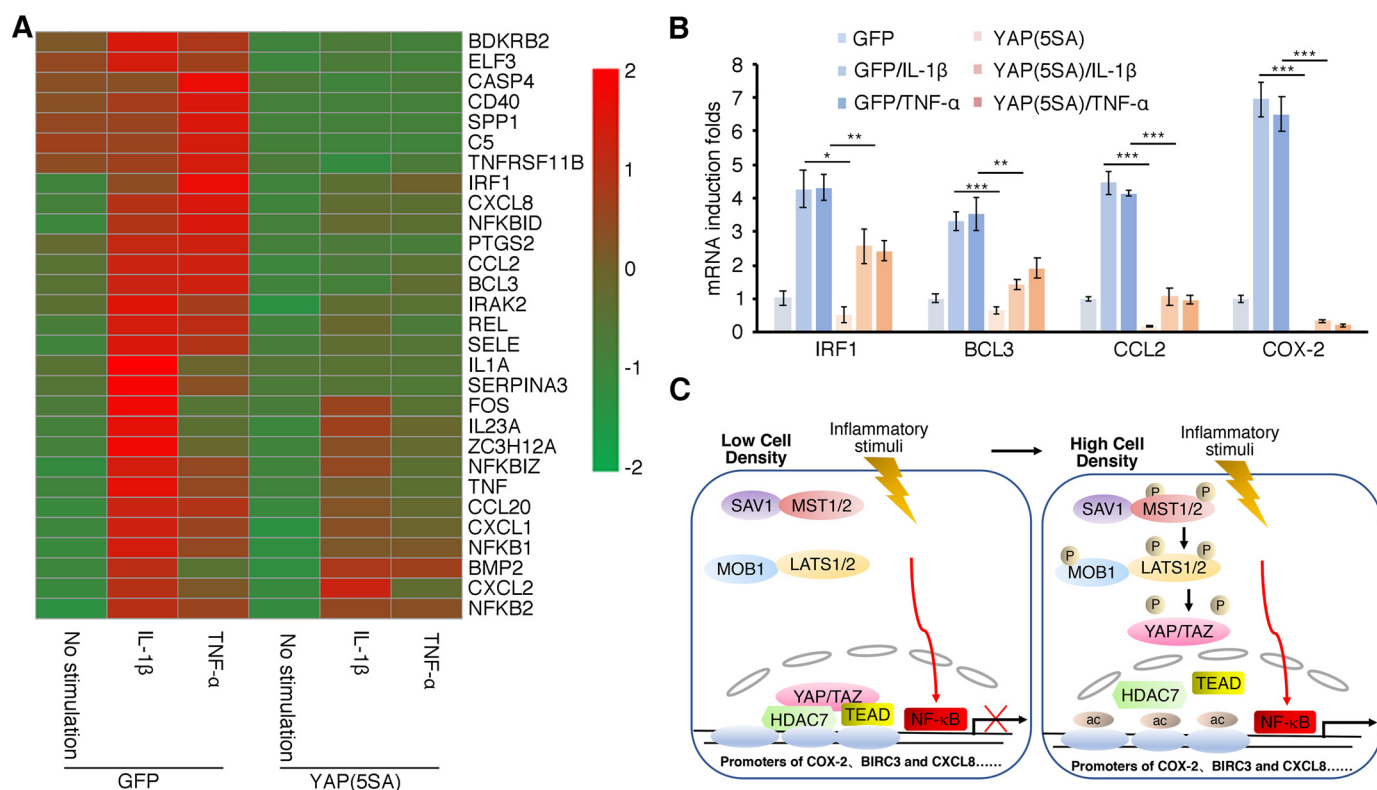 A
BDKRB2
ELF3
CASP4
CD40
SPP1
C5
TNFRSF11B
IRF1
CXCL8
NFKBID
PTGS2
CCL2
BCL3
IRAK2
REL
SELE
IL1A
SERPINA3
FOS
IL23A
ZC3H12A
NFKBIZ
TNF
CCL20
CXCL1
NFKB1
BMP2
CXCL2
NFKB2
2
1
0
-1
-2
No stimulation
IL-1β
TNF-α
No stimulation
IL-1β
TNF-α
GFP
YAP(5SA)
B
GFP
GFP/IL-1β
GFP/TNF-α
YAP(5SA)
YAP(5SA)/IL-1β
YAP(5SA)/TNF-α
mRNA induction folds
8
7
6
5
4
3
2
1
0
*
**
***
**
***
***
***
***
IRF1
BCL3
CCL2
COX-2
C
Low Cell
Density
Inflammatory
stimuli
SAV1
MST1/2
MOB1
LATS1/2
YAP/TAZ
HDAC7
TEAD
NF-κB
Promoters of COX-2、BIRC3 and CXCL8......
High Cell
Density
Inflammatory
stimuli
P
P
SAV1
MST1/2
P
P
P
MOB1
LATS1/2
P
P
YAP/TAZ
HDAC7
TEAD
ac
ac
ac
NF-κB
Promoters of COX-2、BIRC3 and CXCL8......